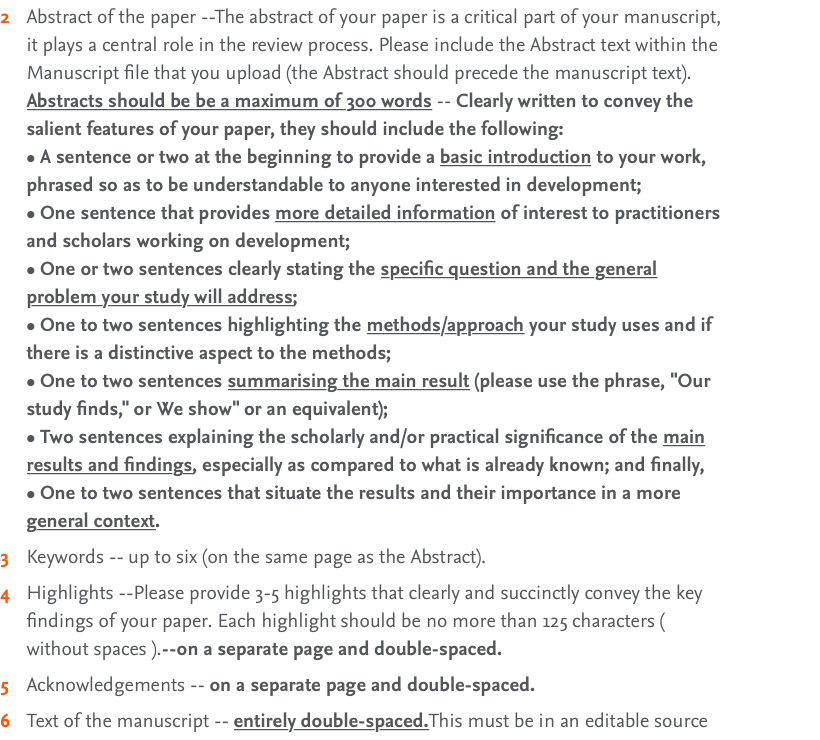 2 Abstract of the paper --The abstract of your paper is a critical part of your manuscript,
it plays a central role in the review process. Please include the Abstract text within the
Manuscript file that you upload (the Abstract should precede the manuscript text).
Abstracts should be be a maximum of 300 words -- Clearly written to convey the
salient features of your paper, they should include the following:
• A sentence or two at the beginning to provide a basic introduction to your work,
phrased so as to be understandable to anyone interested in development;
• One sentence that provides more detailed information of interest to practitioners
and scholars working on development;
• One or two sentences clearly stating the specific question and the general
problem your study will address;
• One to two sentences highlighting the methods/approach your study uses and if
there is a distinctive aspect to the methods;
• One to two sentences summarising the main result (please use the phrase, "Our
study finds," or We show" or an equivalent);
• Two sentences explaining the scholarly and/or practical significance of the main
results and findings, especially as compared to what is already known; and finally,
• One to two sentences that situate the results and their importance in a more
general context.
3 Keywords -- up to six (on the same page as the Abstract).
4 Highlights --Please provide 3-5 highlights that clearly and succinctly convey the key
findings of your paper. Each highlight should be no more than 125 characters (
without spaces ).--on a separate page and double-spaced.
5 Acknowledgements -- on a separate page and double-spaced.
6 Text of the manuscript -- entirely double-spaced.This must be in an editable source